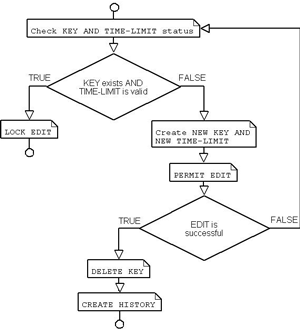 Check KEY AND TIME-LIMIT status
TRUE
KEY exists AND
TIME-LIMIT is valid
FALSE
LOCK EDIT
Create NEW KEY AND
NEW TIME-LIMIT
PERMIT EDIT
TRUE
EDIT is
successful
FALSE
DELETE KEY
CREATE HISTORY